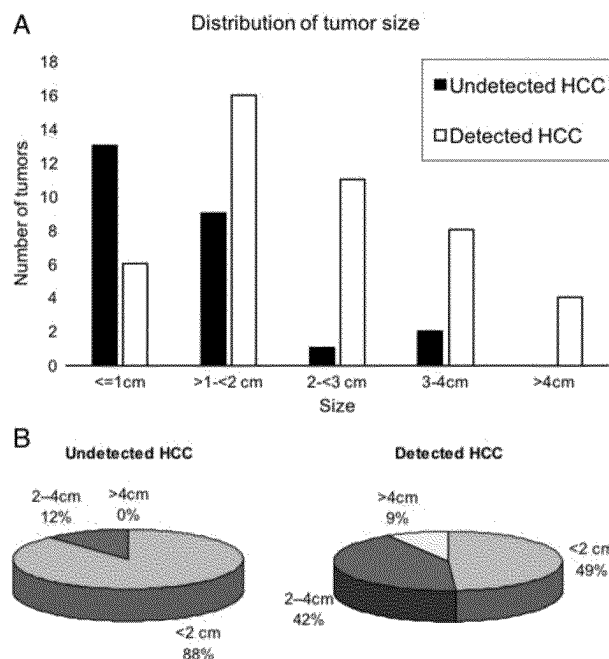 A
Distribution of tumor size
18
16
14
12
10
8
6
4
2
0
Number of tumors
Undetected HCC
Detected HCC
<=1cm
>1-<2 cm
2-<3 cm
3-4cm
>4cm
Size
B
Undetected HCC
2–4cm
12%
>4cm
0%
<2 cm
88%
Detected HCC
>4cm
9%
<2 cm
49%
2–4cm
42%